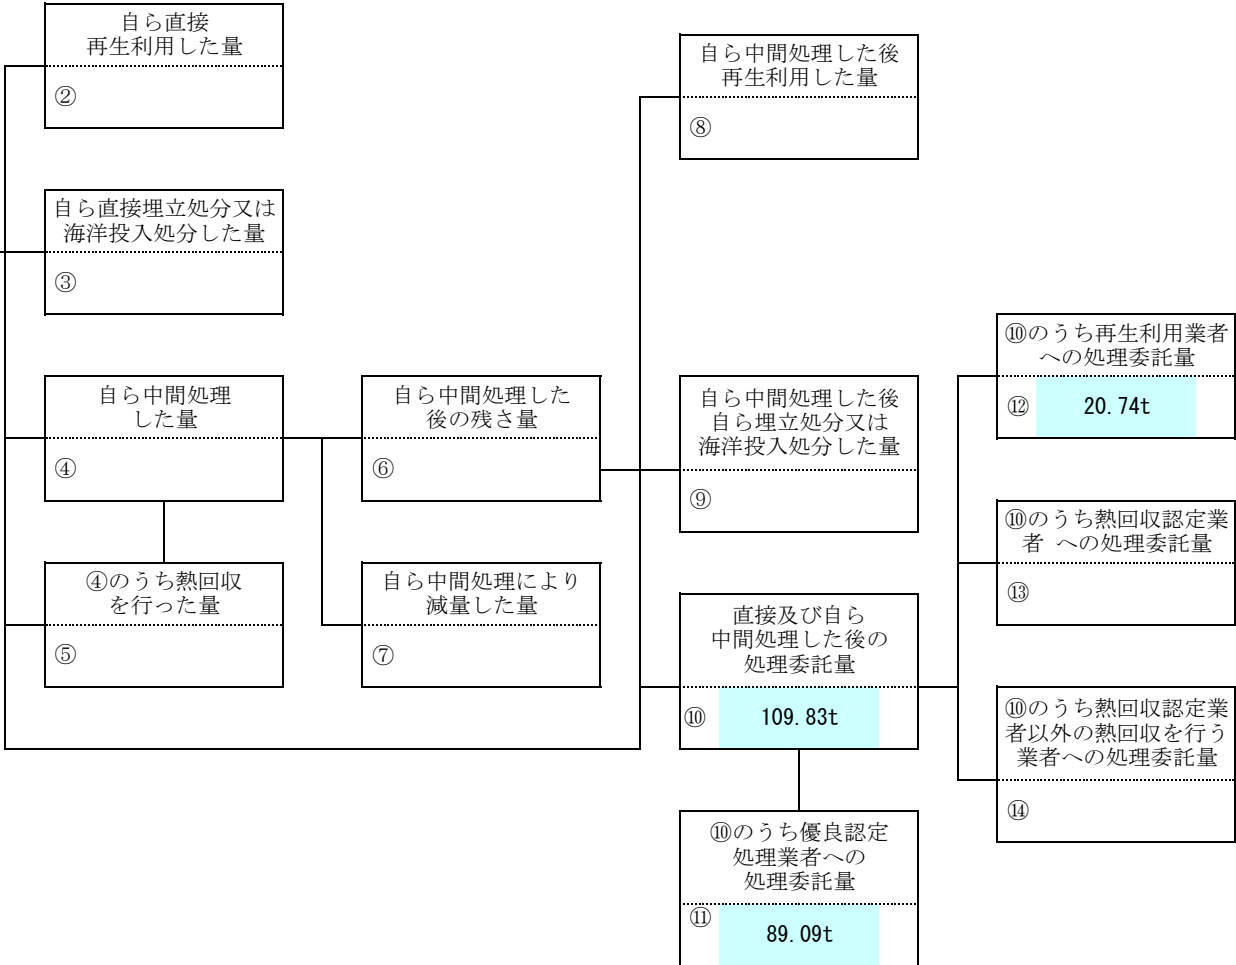 自ら直接
再生利用した量
②
自ら直接埋立処分又は
海洋投入処分した量
③
自ら中間処理
した量
④
④のうち熱回収
を行った量
⑤
自ら中間処理した
後の残さ量
⑥
自ら中間処理により
減量した量
⑦
自ら中間処理した後
再生利用した量
⑧
自ら中間処理した後
自ら埋立処分又は
海洋投入処分した量
⑨
直接及び自ら
中間処理した後の
処理委託量
⑩ 109.83t
⑩のうち優良認定
処理業者への
処理委託量
⑪ 89.09t
⑩のうち再生利用業者
への処理委託量
⑫ 20.74t
⑩のうち熱回収認定業
者 への処理委託量
⑬
⑩のうち熱回収認定業
者以外の熱回収を行う
業者への処理委託量
⑭